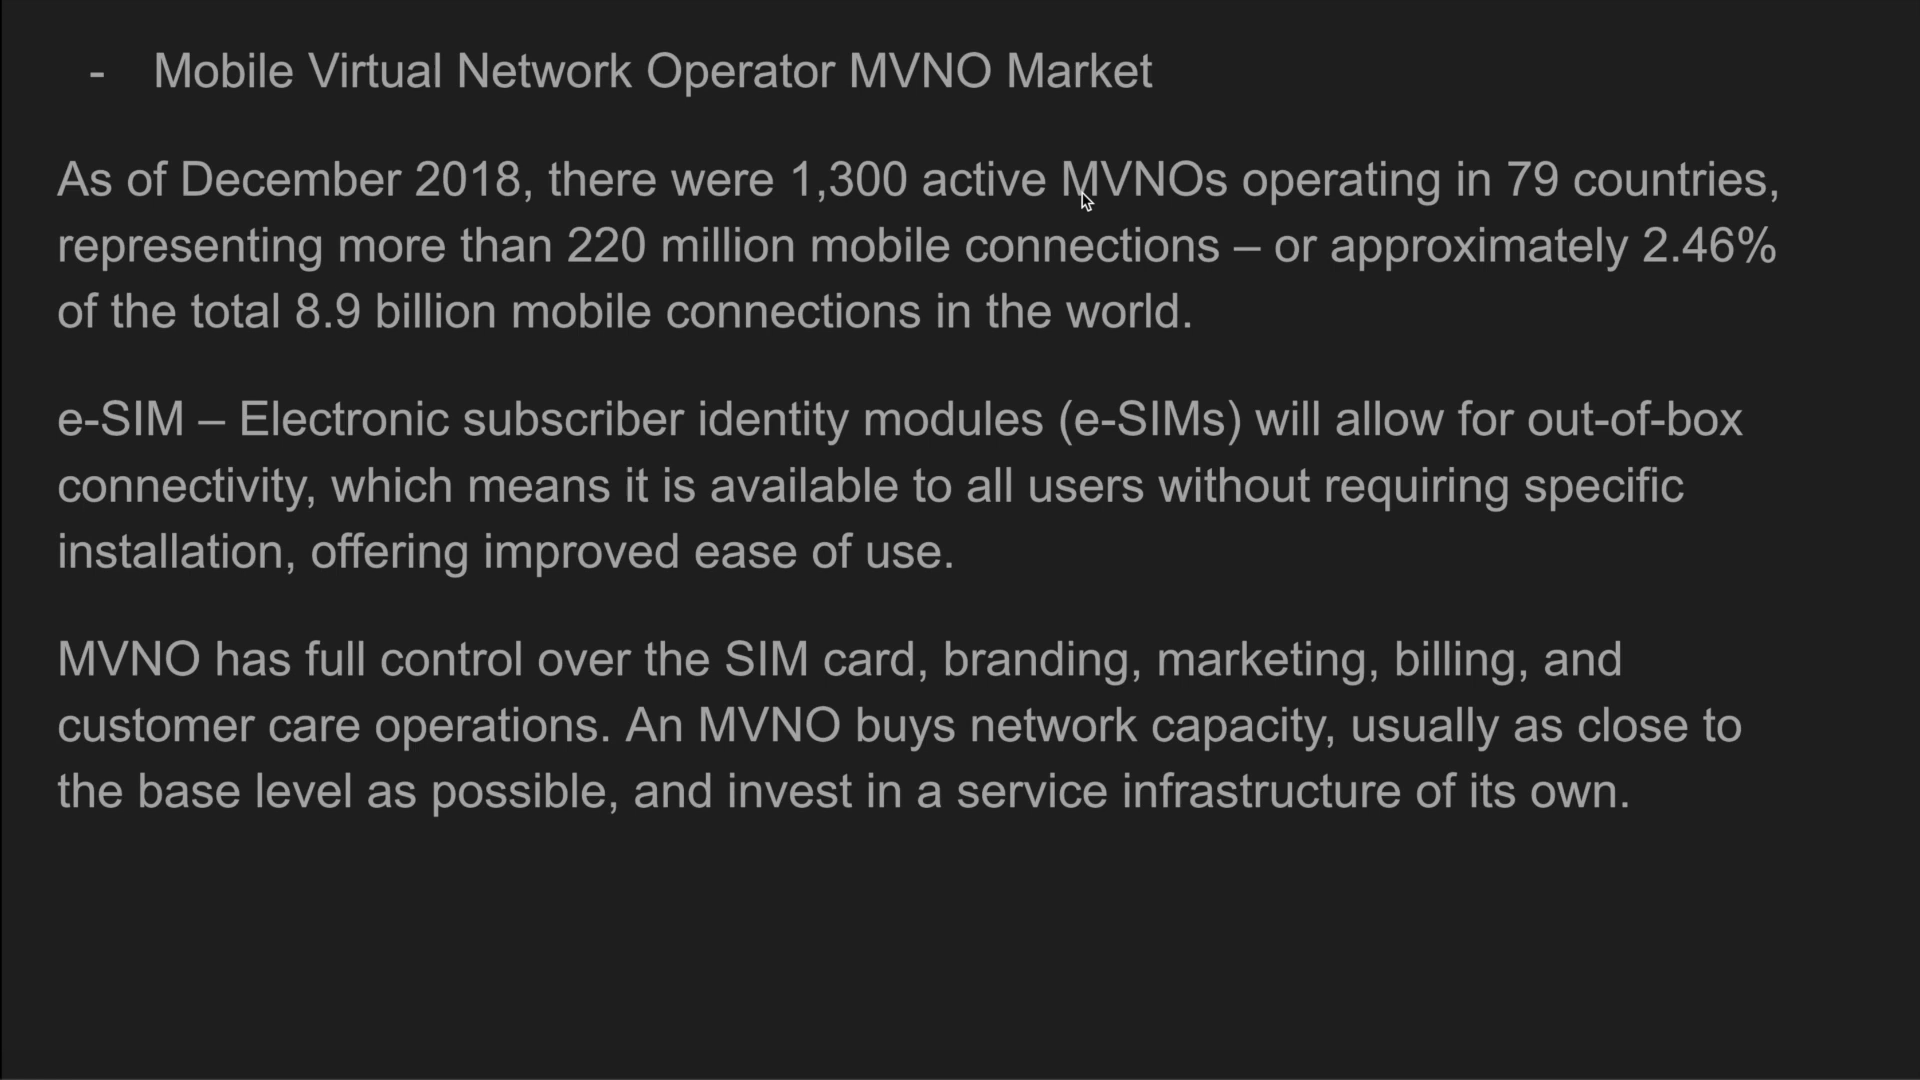 - Mobile Virtual Network Operator MVNO Market
As of December 2018, there were 1,300 active MVNOs operating in 79 countries,
representing more than 220 million mobile connections – or approximately 2.46%
of the total 8.9 billion mobile connections in the world.
e-SIM – Electronic subscriber identity modules (e-SIMs) will allow for out-of-box
connectivity, which means it is available to all users without requiring specific
installation, offering improved ease of use.
MVNO has full control over the SIM card, branding, marketing, billing, and
customer care operations. An MVNO buys network capacity, usually as close to
the base level as possible, and invest in a service infrastructure of its own.